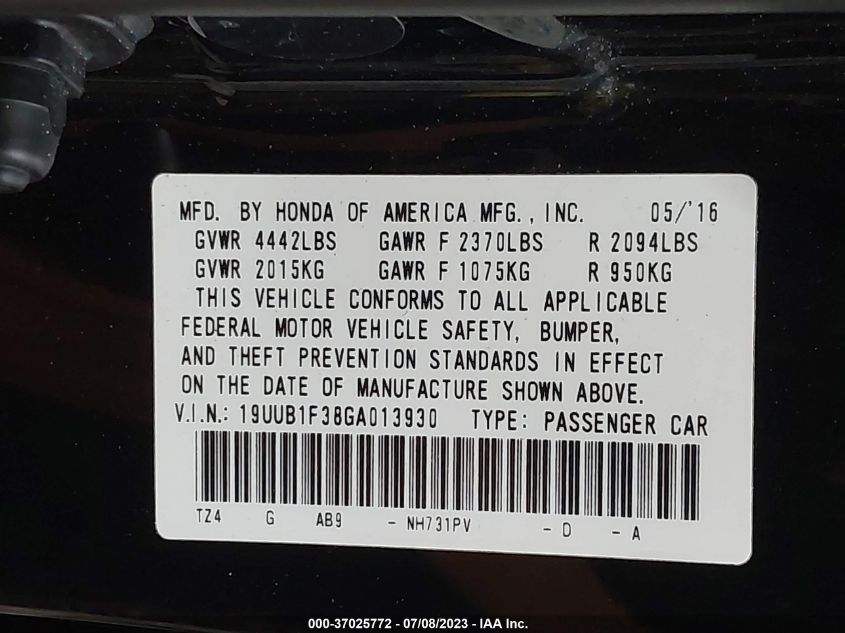 MFD. BY HONDA OF AMERICA MFG., INC. 05/'16
GVWR 4442LBS GAWR F 2370LBS R 2094LBS
GVWR 2015KG GAWR F 1075KG R 950KG
THIS VEHICLE CONFORMS TO ALL APPLICABLE
FEDERAL MOTOR VEHICLE SAFETY, BUMPER,
AND THEFT PREVENTION STANDARDS IN EFFECT
ON THE DATE OF MANUFACTURE SHOWN ABOVE.
V.I.N.: 19UUB1F38GA013930 TYPE: PASSENGER CAR
TZ4 G AB9 - NH731PV - D - A
000-37025772 - 07/08/2023 - IAA Inc.